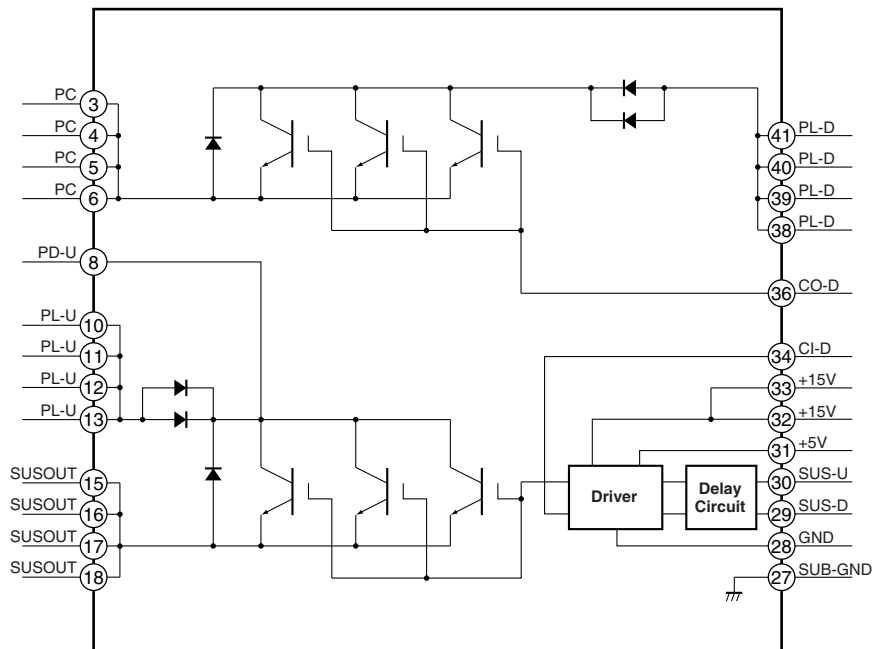 PC 3
PC 4
PC 5
PC 6
PD-U 8
PL-U 10
PL-U 11
PL-U 12
PL-U 13
SUSOUT 15
SUSOUT 16
SUSOUT 17
SUSOUT 18
41 PL-D
40 PL-D
39 PL-D
38 PL-D
36 CO-D
34 CI-D
33 +15V
32 +15V
31 +5V
30 SUS-U
29 SUS-D
28 GND
27 SUB-GND
Driver
Delay
Circuit